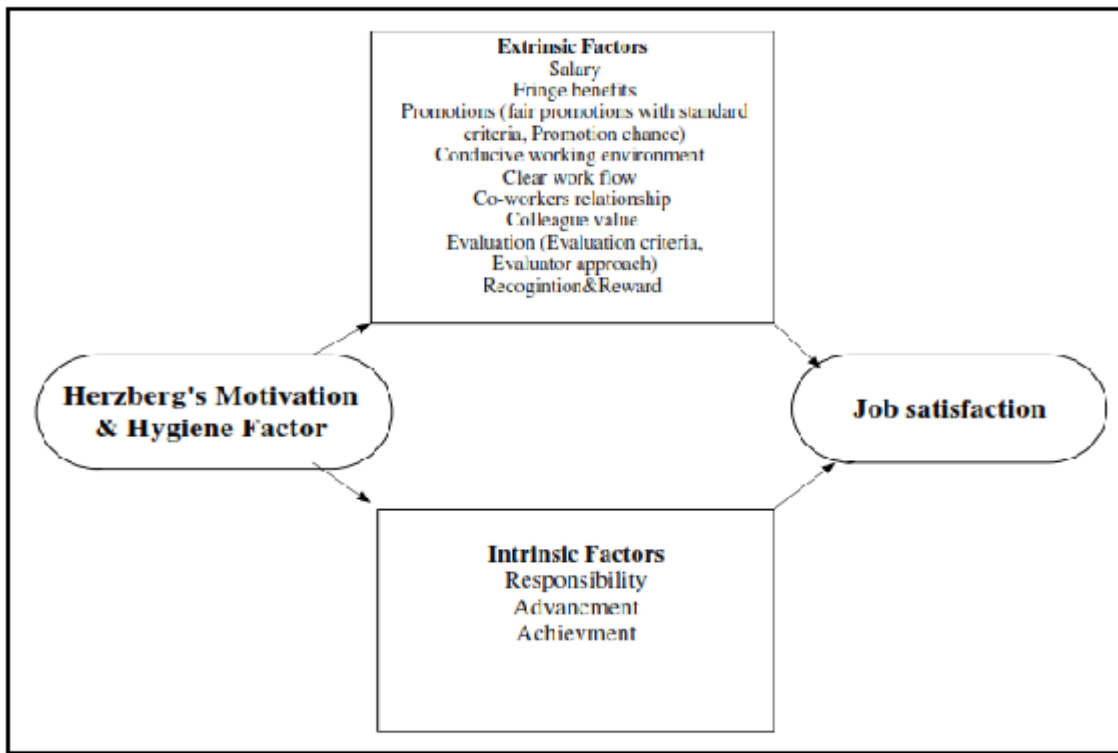 Extrinsic Factors
Salary
Fringe benefits
Promotions (fair promotions with standard
criteria, Promotion chance)
Conducive working environment
Clear work flow
Co-workers relationship
Colleague value
Evaluation (Evaluation criteria,
Evaluator approach)
Recogintion&Reward
Herzberg's Motivation
& Hygiene Factor
Job satisfaction
Intrinsic Factors
Responsibility
Advancment
Achievment